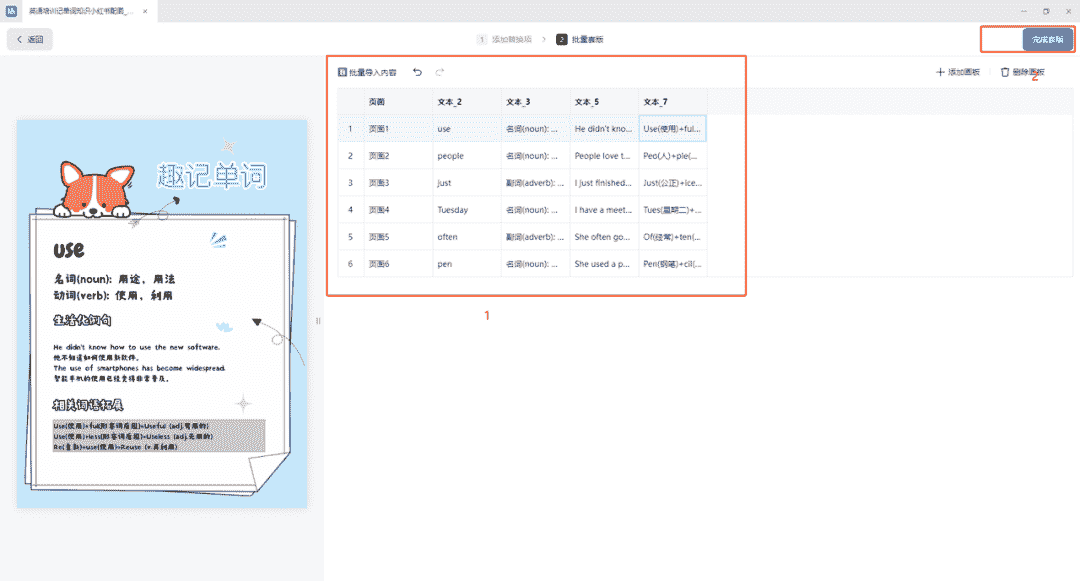 英语培训记录词知识小红书配图_...
返回
1 添加替换项 > 2 批量套版
完成套版
批量导入内容
添加画板
删除画板
2
页面 文本_2 文本_3 文本_5 文本_7
1 页面1 use 名词(noun): ... He didn't kno... Use(使用)+ful...
2 页面2 people 名词(noun): ... People love t... Peo(人)+ple(...
3 页面3 just 副词(adverb): ... I just finished... Just(公正)+ice...
4 页面4 Tuesday 名词(noun): ... I have a meet... Tues(星期二)+...
5 页面5 often 副词(adverb): ... She often go... Of(经常)+ten(...
6 页面6 pen 名词(noun): ... She used a p... Pen(钢笔)+cil(...
1
趣记单词
use
名词(noun): 用途, 用法
动词(verb): 使用, 利用
生活化例句
He didn't know how to use the new software.
他不知道如何使用新软件。
The use of smartphones has become widespread.
智能手机的使用已经变得非常普及。
相关词语拓展
Use(使用)+ful(形容词后缀)=Useful (adj.有用的)
Use(使用)+less(形容词后缀)=Useless (adj.无用的)
Re(重新)+use(使用)=Reuse (v.再利用)